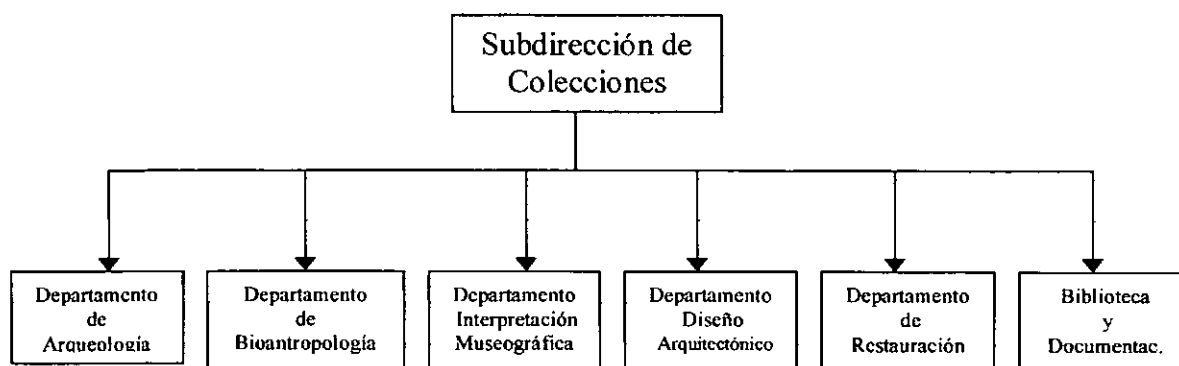 Subdirección de
Colecciones
Departamento
de
Arqueología
Departamento
de
Bioantropología
Departamento
Interpretación
Museográfica
Departamento
Diseño
Arquitectónico
Departamento
de
Restauración
Biblioteca
y
Documentac.